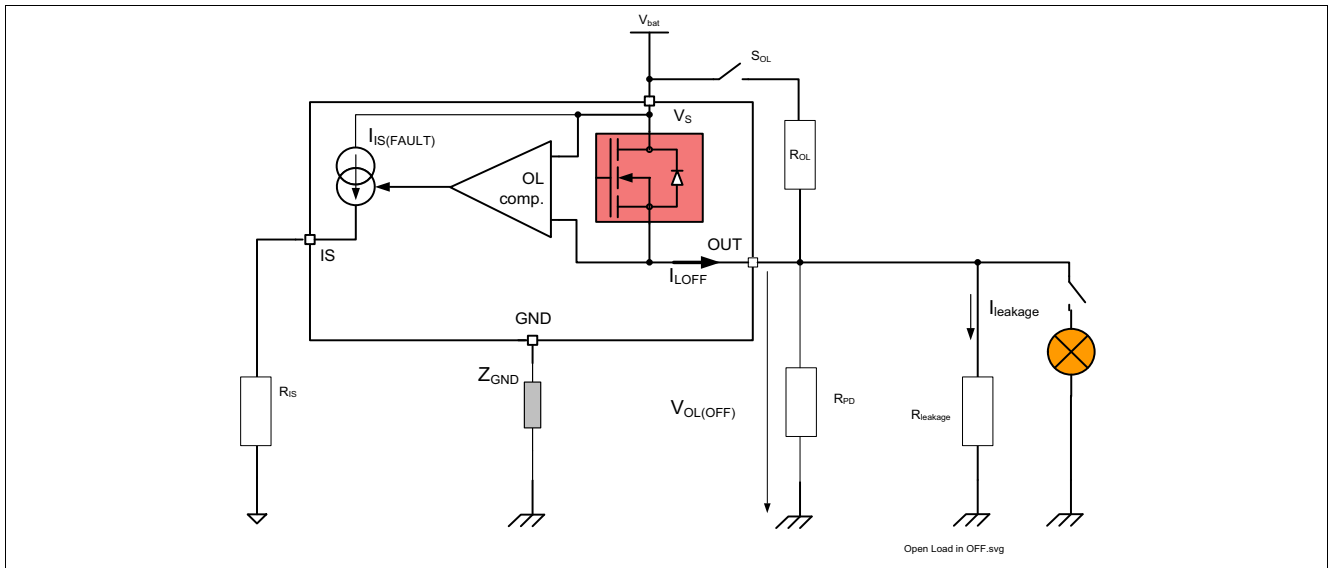 Vbat
SOL
VS
IIS(FAULT)
ROL
OL
comp.
OUT
IS
ILOFF
GND
Ileakage
ZGND
RIS
VOL(OFF)
RPD
Rleakage
Open Load in OFF.svg